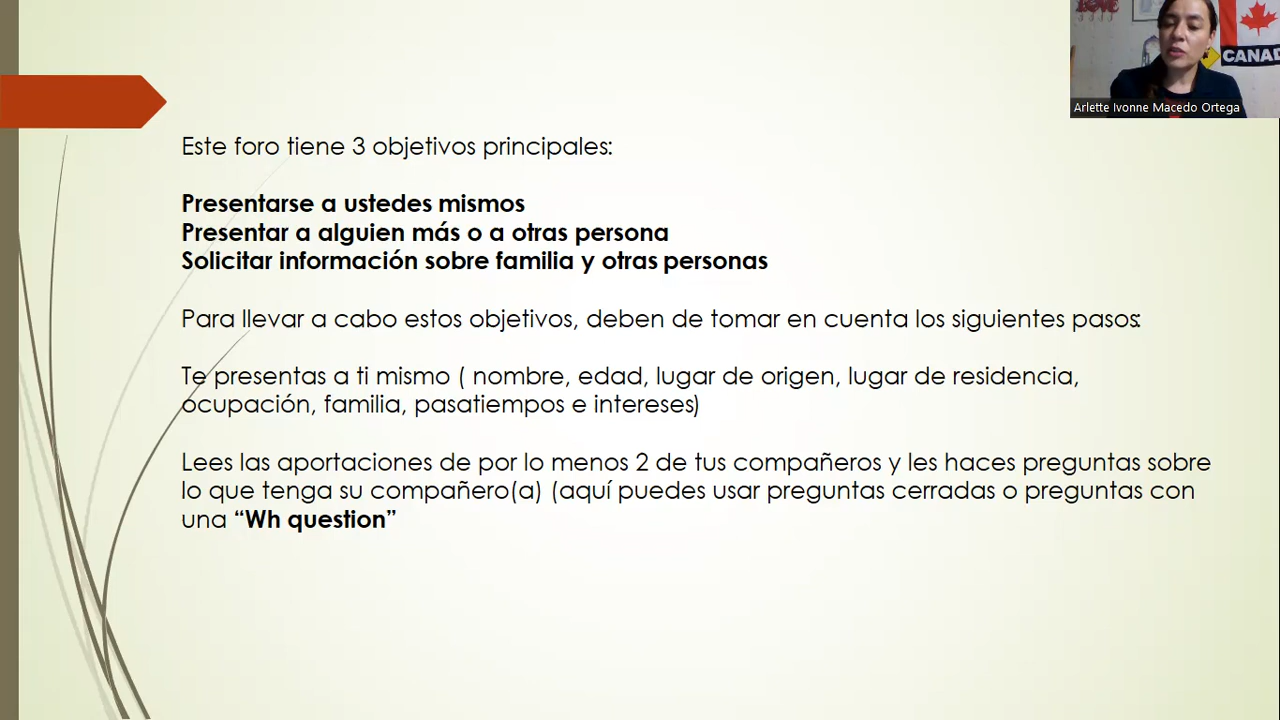 CANAD
Arlette Ivonne Macedo Ortega
Este foro tiene 3 objetivos principales:
Presentarse a ustedes mismos
Presentar a alguien más o a otras persona
Solicitar información sobre familia y otras personas
Para llevar a cabo estos objetivos, deben de tomar en cuenta los siguientes pasos:
Te presentas a ti mismo ( nombre, edad, lugar de origen, lugar de residencia,
ocupación, familia, pasatiempos e intereses)
Lees las aportaciones de por lo menos 2 de tus compañeros y les haces preguntas sobre
lo que tenga su compañero(a) (aquí puedes usar preguntas cerradas o preguntas con
una “Wh question”